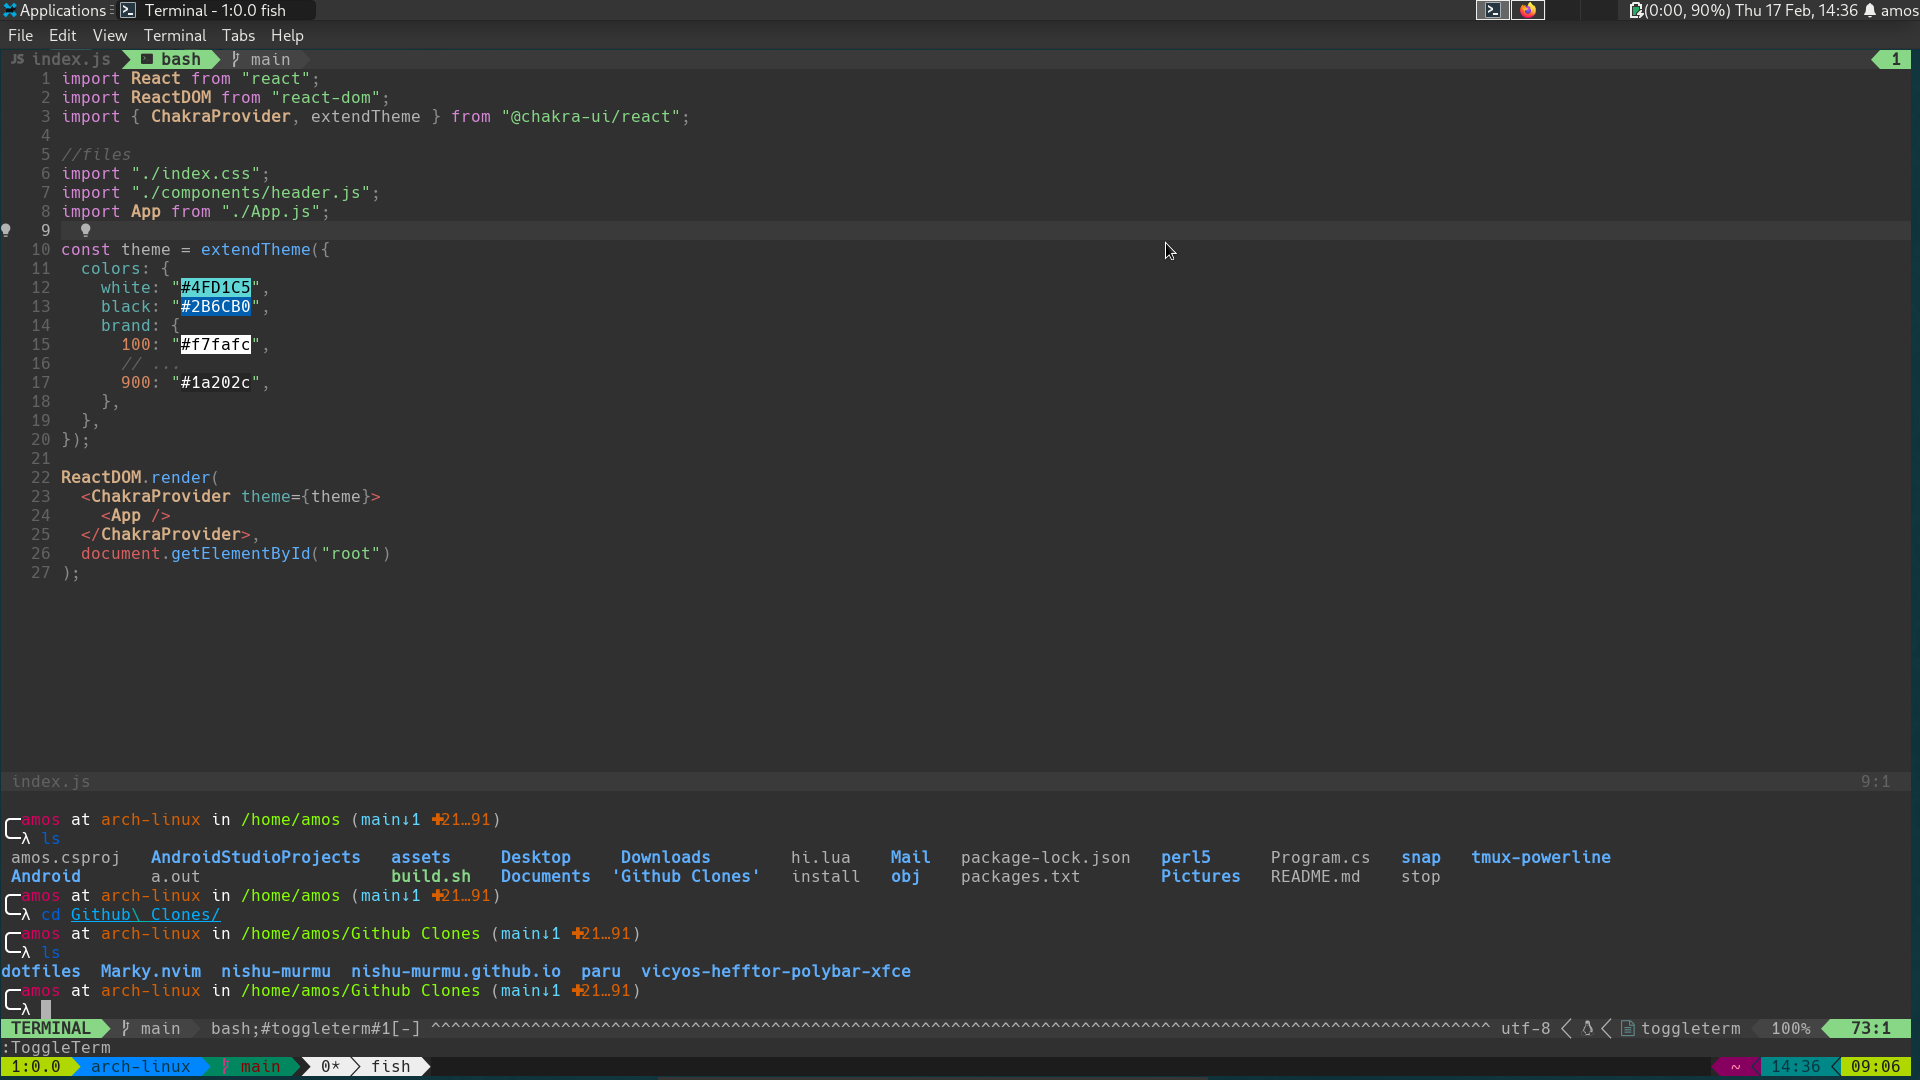 Applications Terminal - 1:0.0 fish (0:00, 90%) Thu 17 Feb, 14:36 amos
File Edit View Terminal Tabs Help
JS index.js bash main 1
1 import React from "react";
2 import ReactDOM from "react-dom";
3 import { ChakraProvider, extendTheme } from "@chakra-ui/react";
4
5 //files
6 import "./index.css";
7 import "./components/header.js";
8 import App from "./App.js";
9
10 const theme = extendTheme({
11 colors: {
12 white: "#4FD1C5",
13 black: "#2B6CB0",
14 brand: {
15 100: "#f7fafc",
16 // ...
17 900: "#1a202c",
18 },
19 },
20 });
21
22 ReactDOM.render(
23 <ChakraProvider theme={theme}>
24 <App />
25 </ChakraProvider>,
26 document.getElementById("root")
27 );
index.js 9:1
amos at arch-linux in /home/amos (main↓1 ✚21…91)
λ ls
amos.csproj AndroidStudioProjects assets Desktop Downloads hi.lua Mail package-lock.json perl5 Program.cs snap tmux-powerline
Android a.out build.sh Documents 'Github Clones' install obj packages.txt Pictures README.md stop
amos at arch-linux in /home/amos (main↓1 ✚21…91)
λ cd Github\ Clones/
amos at arch-linux in /home/amos/Github Clones (main↓1 ✚21…91)
λ ls
dotfiles Marky.nvim nishu-murmu nishu-murmu.github.io paru vicyos-hefftor-polybar-xfce
amos at arch-linux in /home/amos/Github Clones (main↓1 ✚21…91)
λ
TERMINAL main bash;#toggleterm#1[-] ^^^^^^^^^^^^^^^^^^^^^^^^^^^^^^^^^^^^^^^^^^^^^^^^^^^^^^^^^^^^^^^^^^^^^^^^^^^^^^^^^^^^^^^^^^^^^^^^^^^^^^^^^^ utf-8 toggleterm 100% 73:1
:ToggleTerm
1:0.0 arch-linux main 0* fish ~ 14:36 09:06